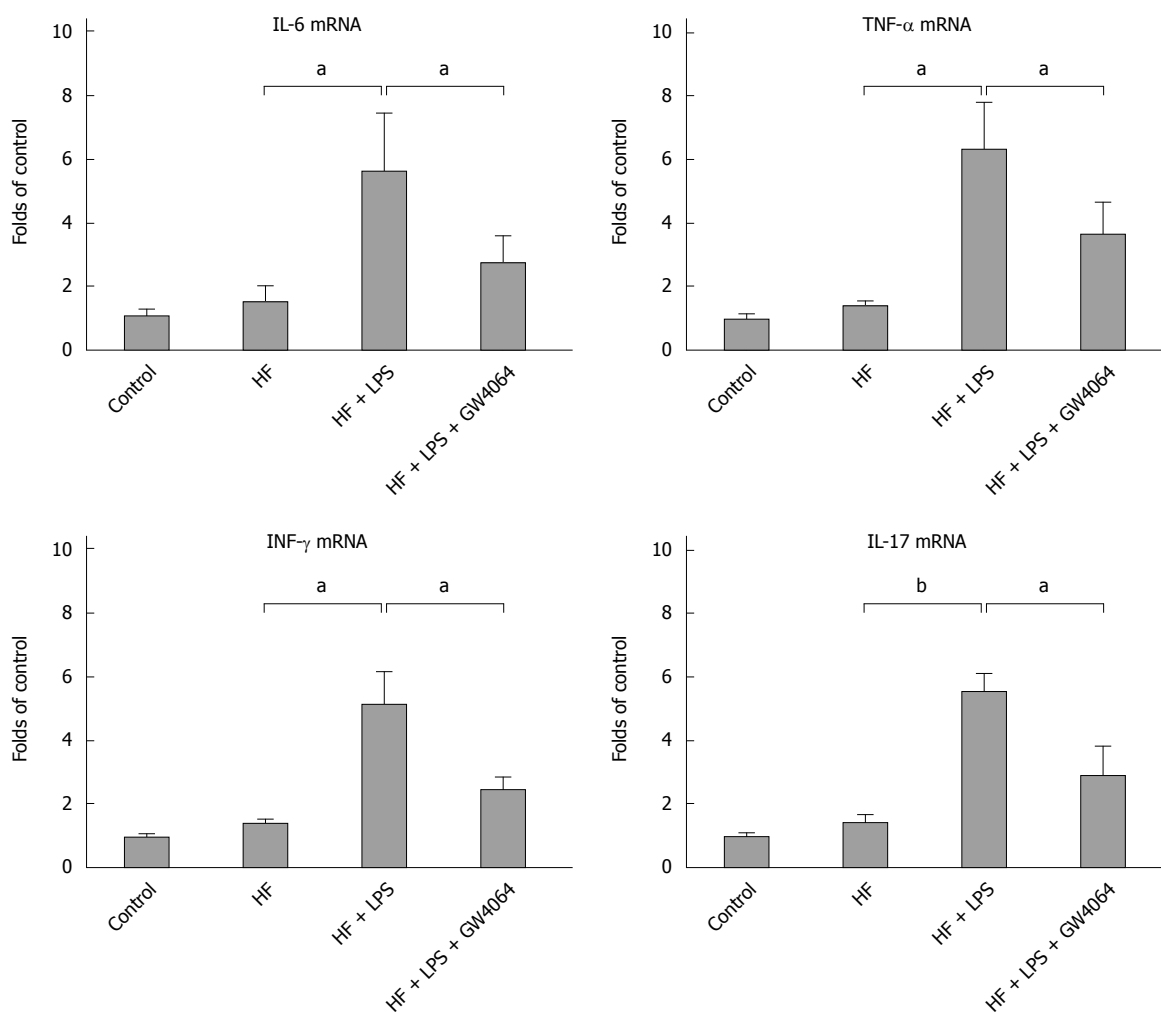 IL-6 mRNA
Folds of control
10
8
6
4
2
0
a
a
Control
HF
HF + LPS
HF + LPS + GW4064
TNF-α mRNA
Folds of control
10
8
6
4
2
0
a
a
Control
HF
HF + LPS
HF + LPS + GW4064
INF-γ mRNA
Folds of control
10
8
6
4
2
0
a
a
Control
HF
HF + LPS
HF + LPS + GW4064
IL-17 mRNA
Folds of control
10
8
6
4
2
0
b
a
Control
HF
HF + LPS
HF + LPS + GW4064